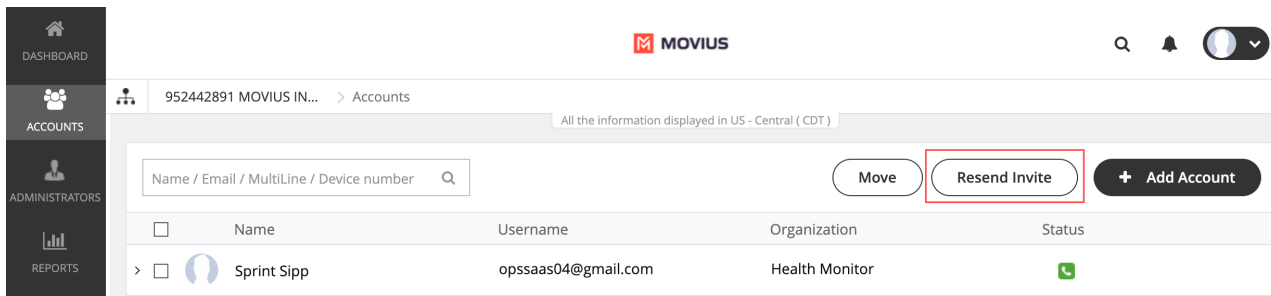 DASHBOARD
MOVIUS
ACCOUNTS
952442891 MOVIUS IN... > Accounts
All the information displayed in US - Central ( CDT )
ADMINISTRATORS
Name / Email / MultiLine / Device number
Move
Resend Invite
+ Add Account
Name Username Organization Status
REPORTS
Sprint Sipp opssaas04@gmail.com Health Monitor